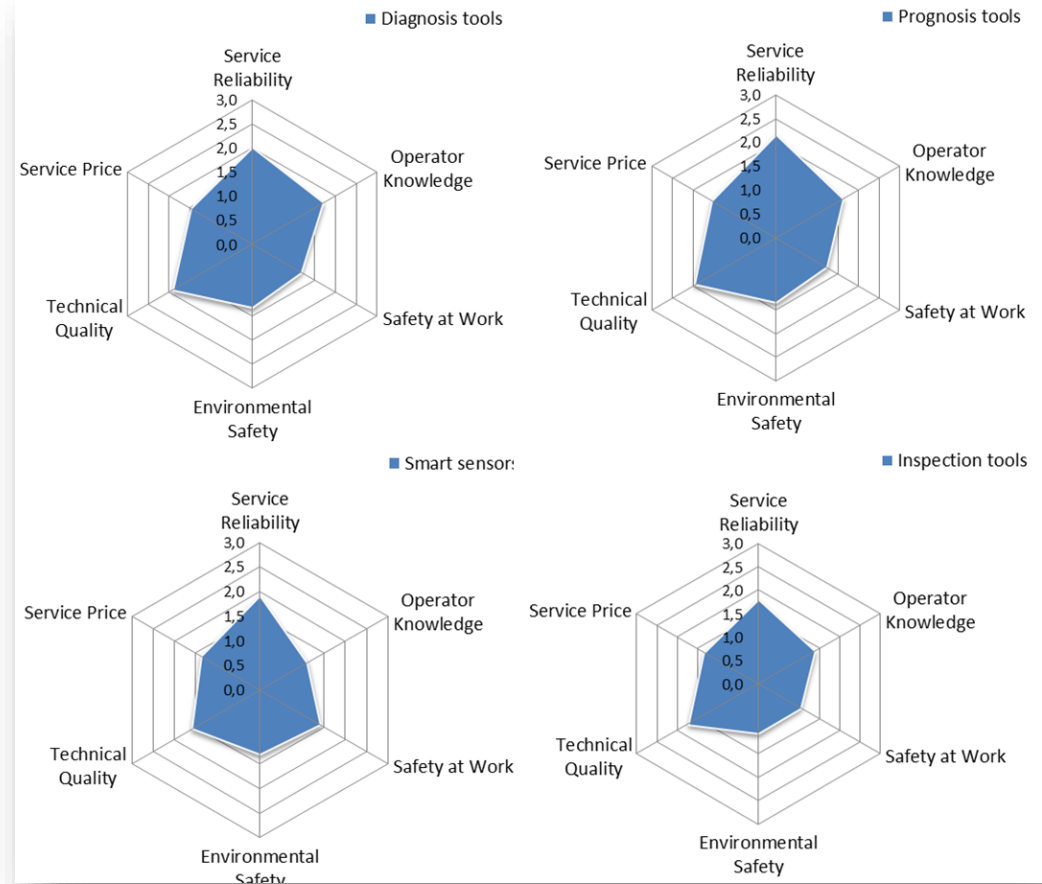 Diagnosis tools
Service
Reliability
3,0
2,5
2,0
1,5
1,0
0,5
0,0
Operator
Knowledge
Safety at Work
Environmental
Safety
Technical
Quality
Service Price
Prognosis tools
Service
Reliability
3,0
2,5
2,0
1,5
1,0
0,5
0,0
Operator
Knowledge
Safety at Work
Environmental
Safety
Technical
Quality
Service Price
Smart sensors
Service
Reliability
3,0
2,5
2,0
1,5
1,0
0,5
0,0
Operator
Knowledge
Safety at Work
Environmental
Safety
Technical
Quality
Service Price
Inspection tools
Service
Reliability
3,0
2,5
2,0
1,5
1,0
0,5
0,0
Operator
Knowledge
Safety at Work
Environmental
Safety
Technical
Quality
Service Price